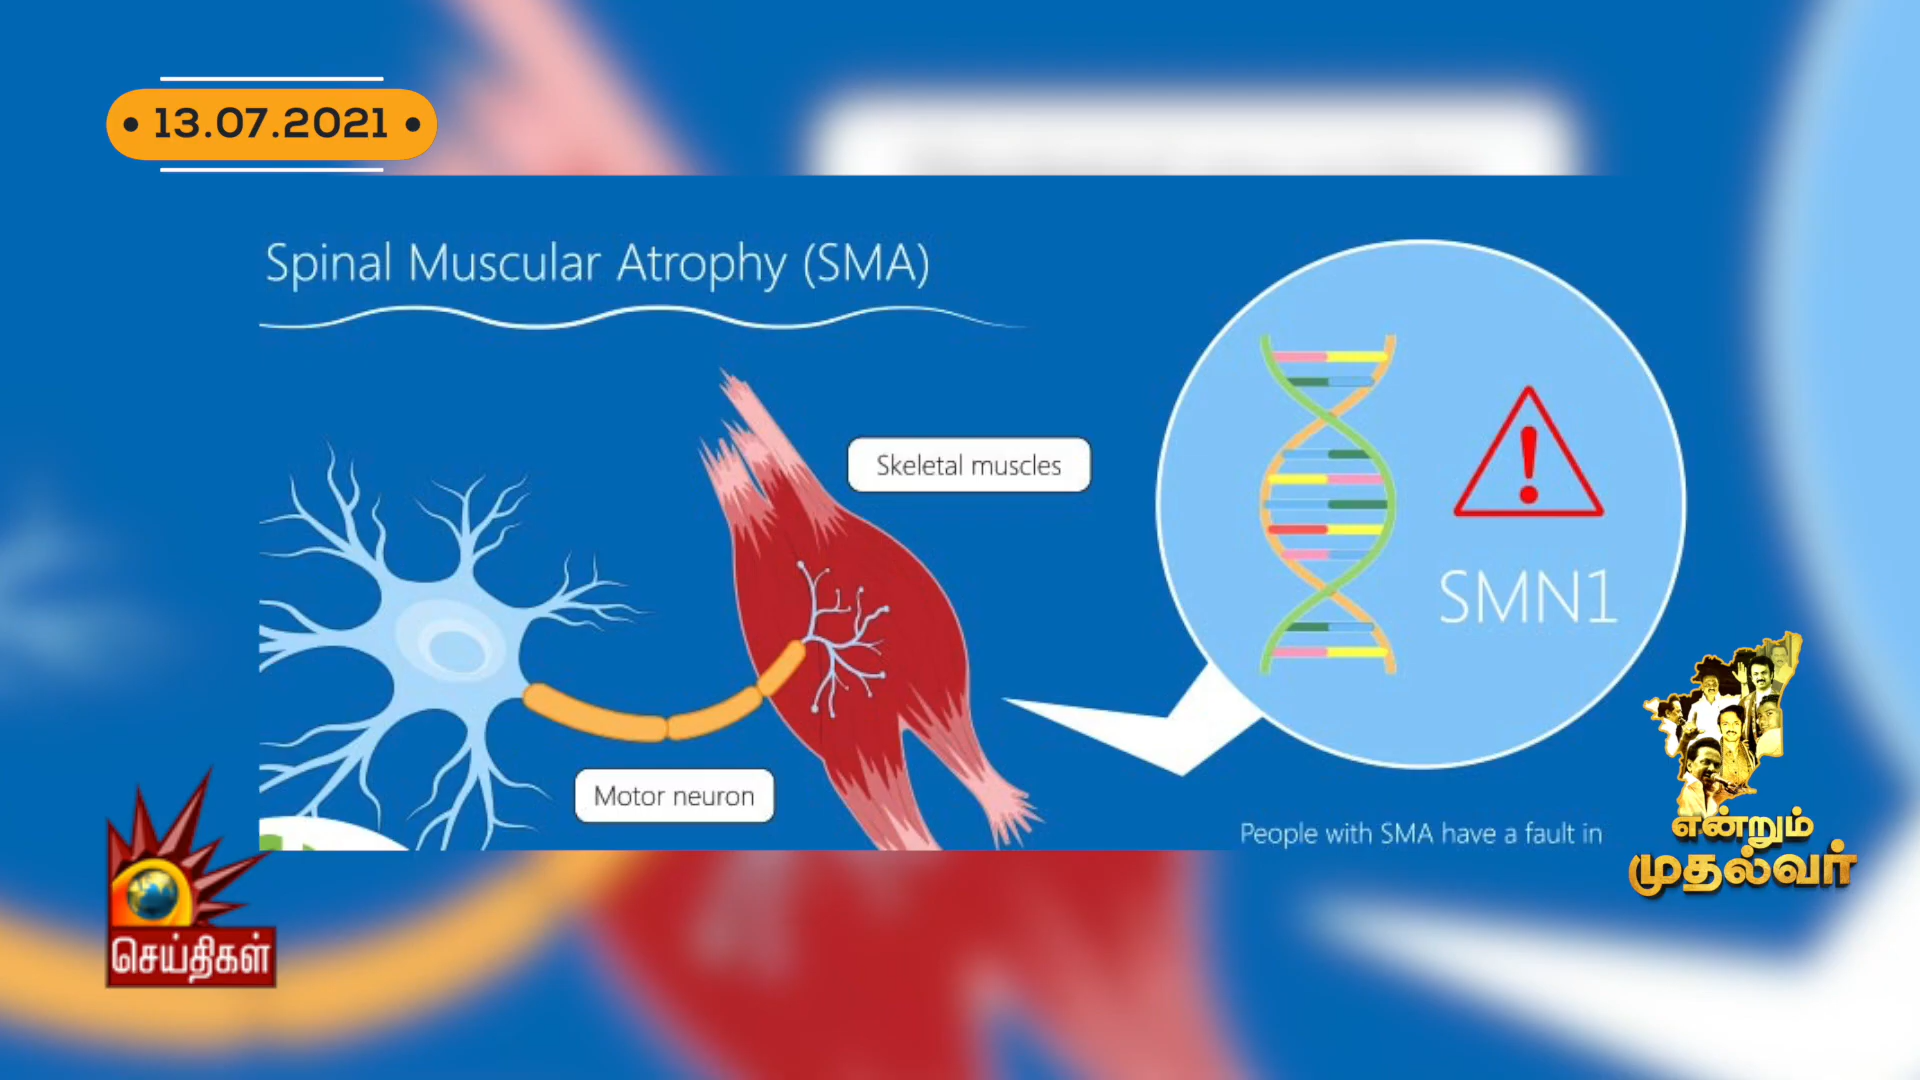 13.07.2021
Spinal Muscular Atrophy (SMA)
Skeletal muscles
SMN1
Motor neuron
People with SMA have a fault in
என்றும்
முதல்வர்
செய்திகள்